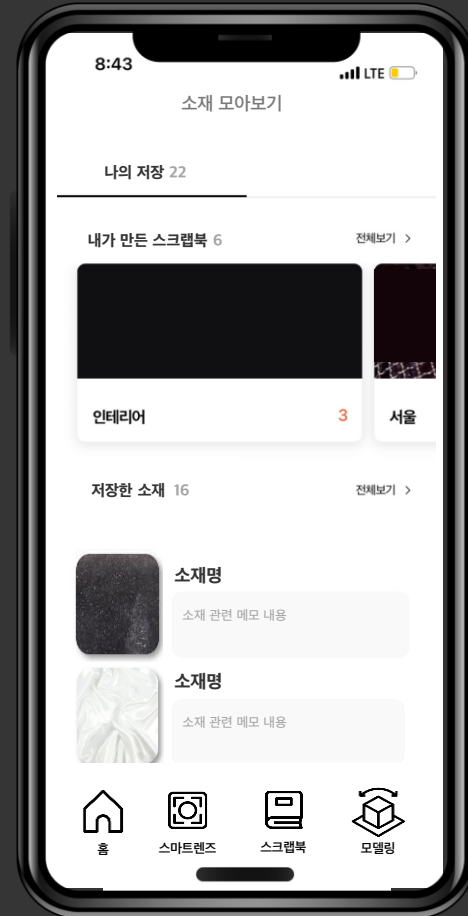 8:43
LTE
소재 모아보기
나의 저장 22
내가 만든 스크랩북 6
전체보기 >
인테리어 3
서울
저장한 소재 16
전체보기 >
소재명
소재 관련 메모 내용
소재명
소재 관련 메모 내용
홈 스마트렌즈 스크랩북 모델링